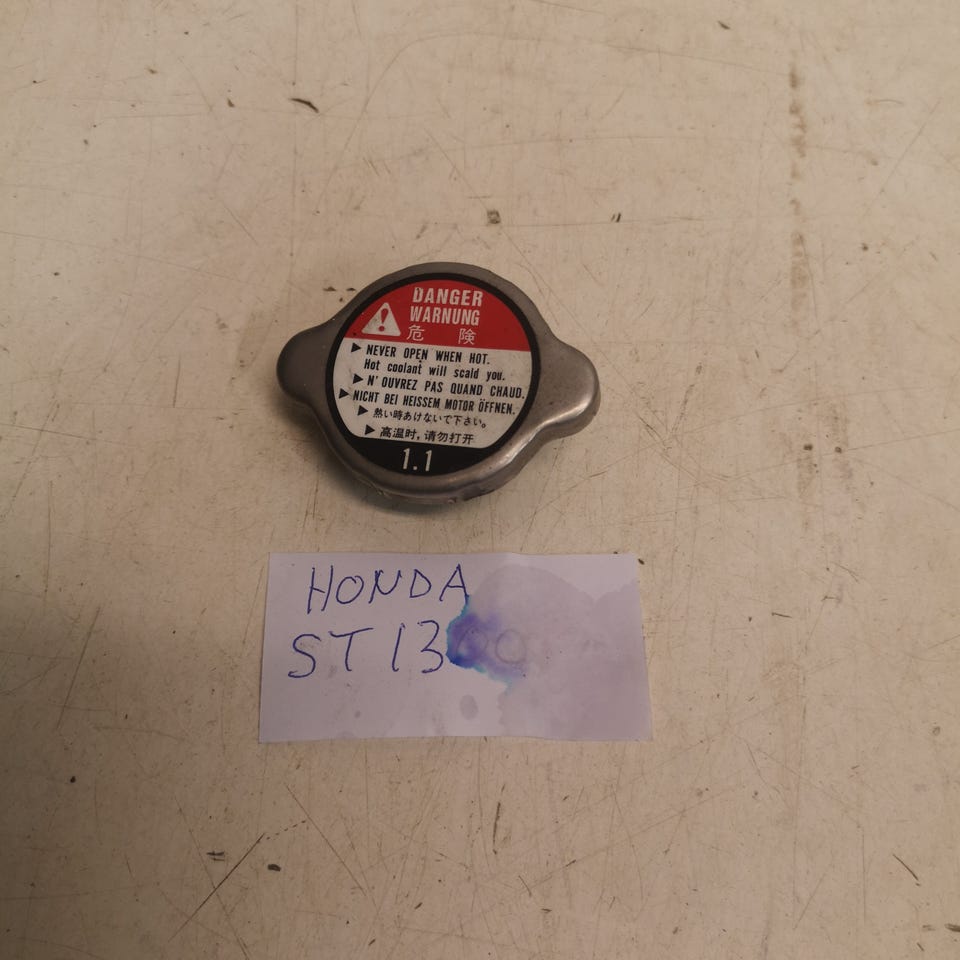 DANGER
WARNUNG
危 険
▶ NEVER OPEN WHEN HOT.
Hot coolant will scald you.
▶ N'OUVREZ PAS QUAND CHAUD.
▶ NICHT BEI HEISSEM MOTOR ÖFFNEN.
▶ 熱い時あけないで下さい。
▶ 高温时,请勿打开
1.1
HONDA
ST1300